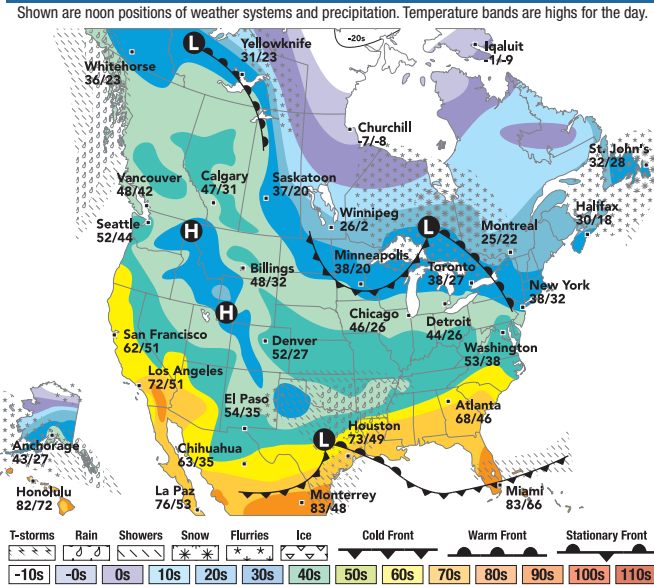 Shown are noon positions of weather systems and precipitation. Temperature bands are highs for the day.
-20s
L
Yellowknife
31/23
Iqaluit
-1/-9
Whitehorse
36/23
Churchill
-7/-8
St. John's
32/28
Vancouver
48/42
Calgary
47/31
Saskatoon
37/20
Halifax
30/18
Winnipeg
26/2
L
Montreal
25/22
Seattle
52/44
H
Minneapolis
38/20
Toronto
38/27
Billings
48/32
New York
38/32
H
Chicago
46/26
Detroit
44/26
San Francisco
62/51
Denver
52/27
Washington
53/38
Los Angeles
72/51
El Paso
54/35
Atlanta
68/46
Houston
73/49
L
Anchorage
43/27
Chihuahua
63/35
Honolulu
82/72
La Paz
76/53
Monterrey
83/48
Miami
83/66
T-storms Rain Showers Snow Flurries Ice Cold Front Warm Front Stationary Front
-10s -0s 0s 10s 20s 30s 40s 50s 60s 70s 80s 90s 100s 110s